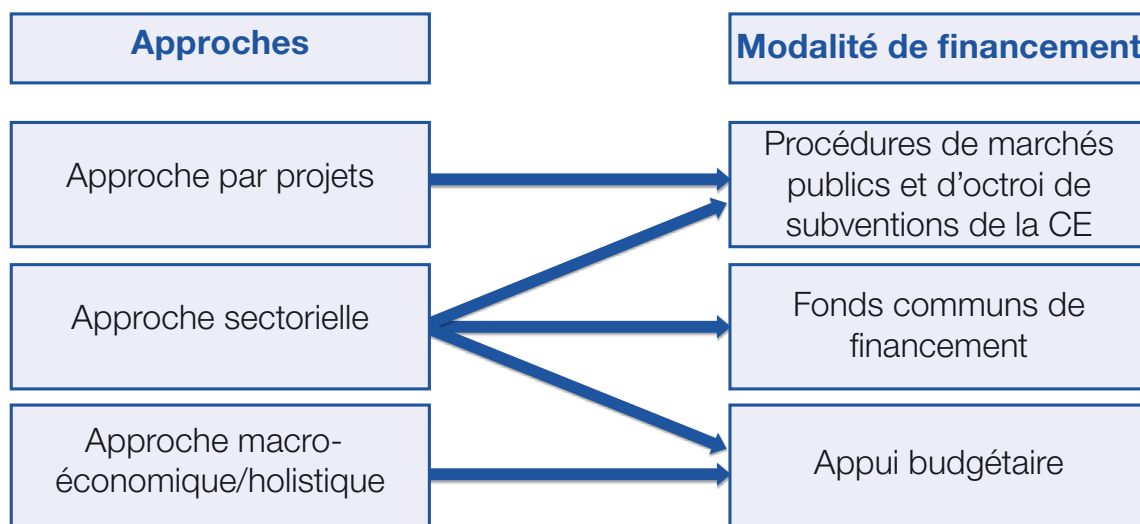 Approches
Modalité de financement
Approche par projets
Procédures de marchés
publics et d'octroi de
subventions de la CE
Approche sectorielle
Fonds communs de
financement
Approche macro-
économique/holistique
Appui budgétaire